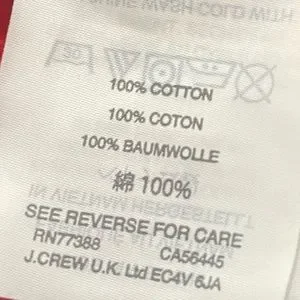 100% COTTON
100% COTON
100% BAUMWOLLE
綿 100%
SEE REVERSE FOR CARE
RN77388 CA56445
J.CREW U.K. Ltd EC4V 6JA